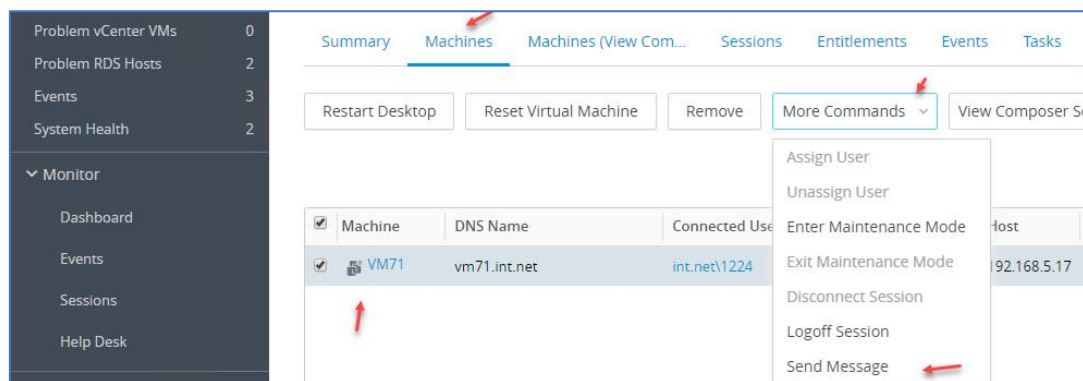 Problem vCenter VMs 0
Problem RDS Hosts 2
Events 3
System Health 2
Monitor
Dashboard
Events
Sessions
Help Desk
Summary Machines Machines (View Com... Sessions Entitlements Events Tasks
Restart Desktop Reset Virtual Machine Remove More Commands View Composer
Assign User
Unassign User
Enter Maintenance Mode
Exit Maintenance Mode
Disconnect Session
Logoff Session
Send Message
Machine DNS Name Connected Host
VM71 vm71.int.net int.net\1224 192.168.5.17